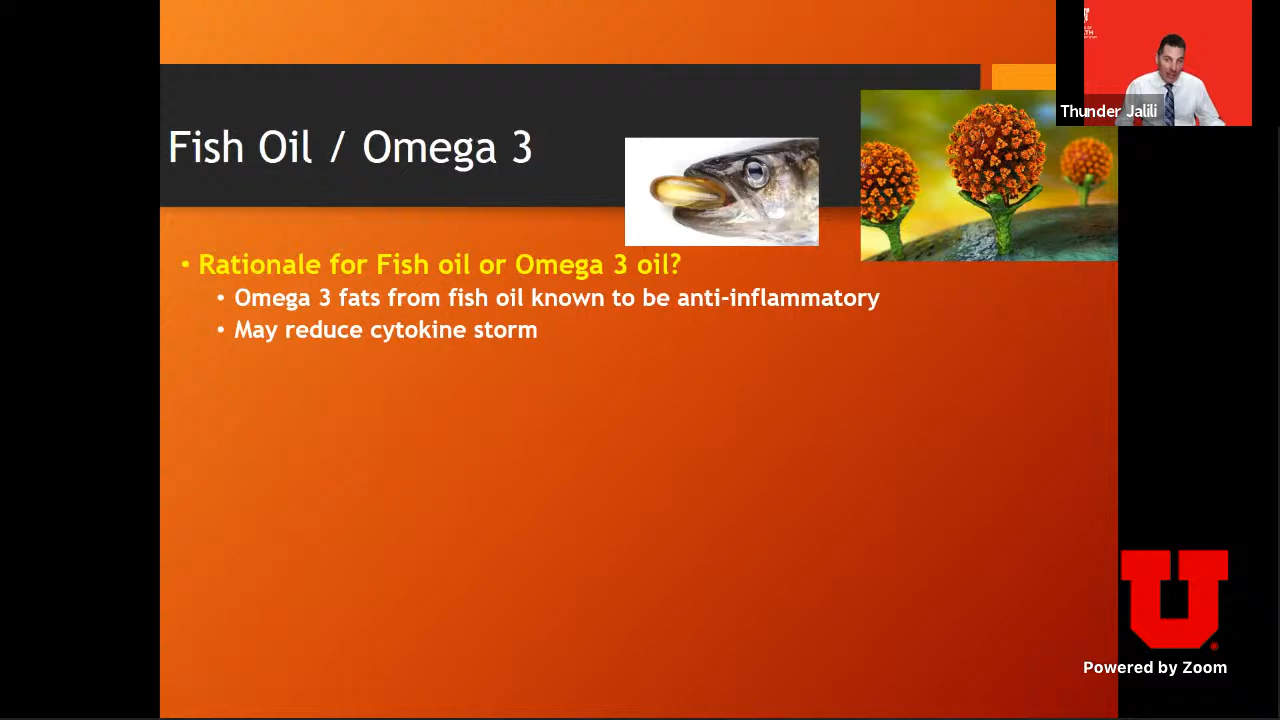 Fish Oil / Omega 3
Thunder Jalili
• Rationale for Fish oil or Omega 3 oil?
• Omega 3 fats from fish oil known to be anti-inflammatory
• May reduce cytokine storm
U
Powered by Zoom